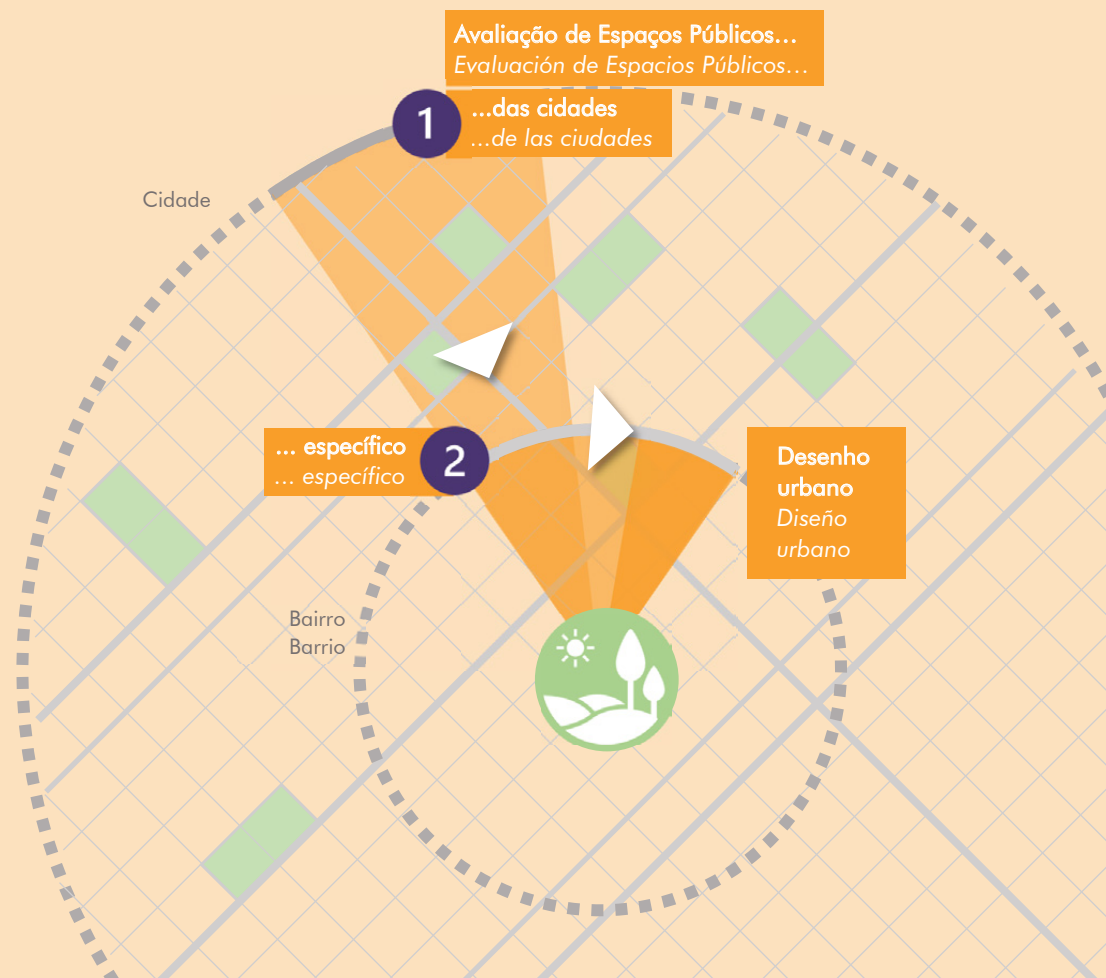 Avaliação de Espaços Públicos...
Evaluación de Espacios Públicos...
1
...das cidades
...de las ciudades
Cidade
... específico
... específico
2
Desenho
urbano
Diseño
urbano
Bairro
Barrio